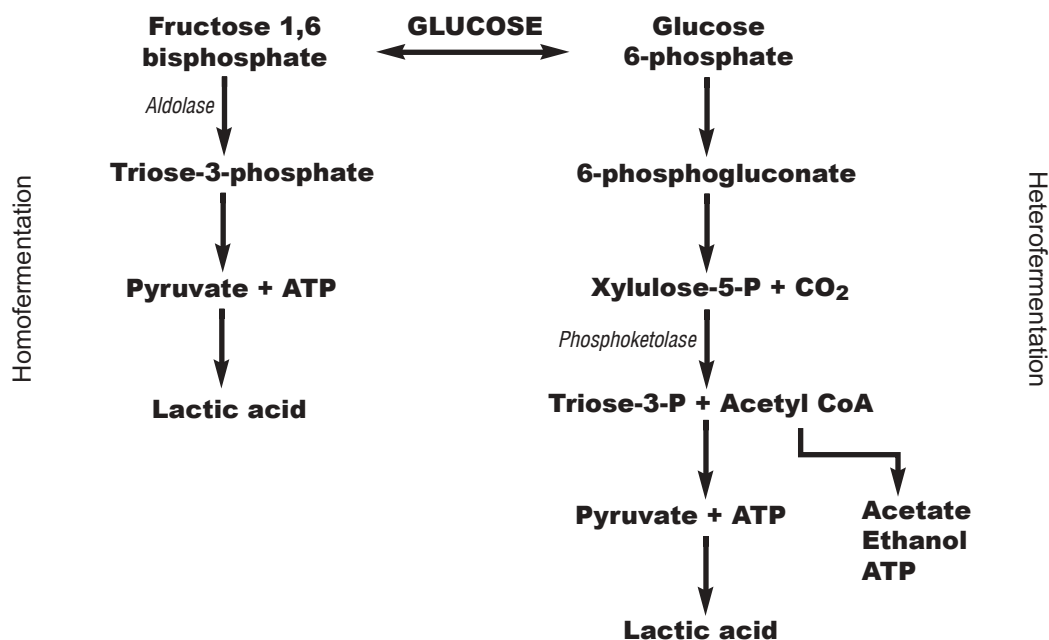 Fructose 1,6
bisphosphate
GLUCOSE
Glucose
6-phosphate
Aldolase
Triose-3-phosphate
6-phosphogluconate
Homofermentation
Heterofermentation
Pyruvate + ATP
Xylulose-5-P + CO₂
Phosphoketolase
Lactic acid
Triose-3-P + Acetyl CoA
Pyruvate + ATP
Acetate
Ethanol
ATP
Lactic acid